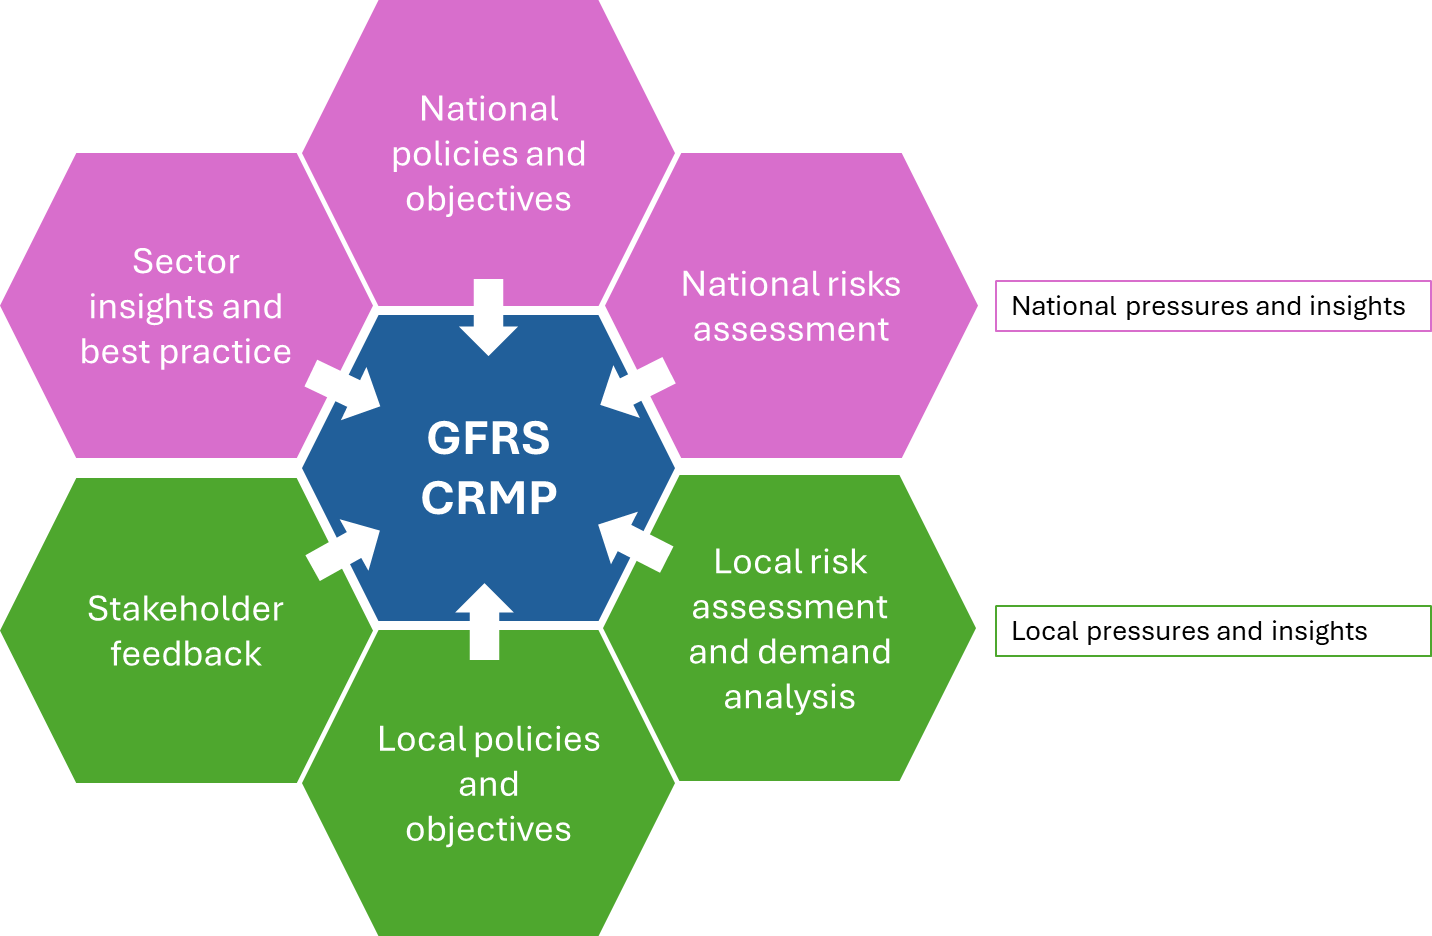 National
policies and
objectives
Sector
insights and
best practice
National risks
assessment
National pressures and insights
GFRS
CRMP
Stakeholder
feedback
Local risk
assessment
and demand
analysis
Local pressures and insights
Local policies
and
objectives